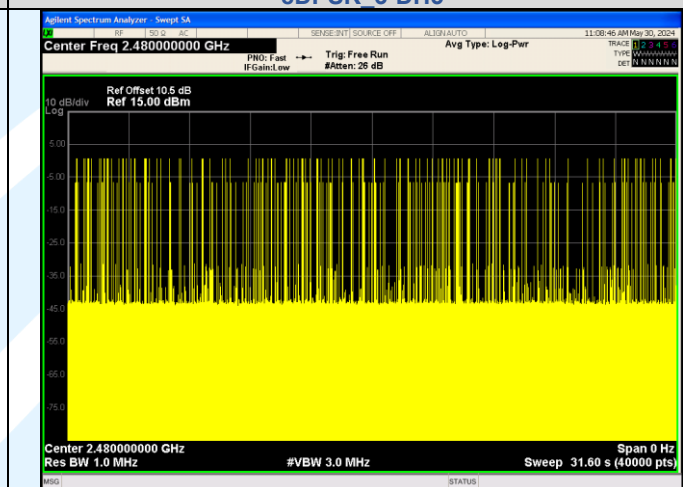 Agilent Spectrum Analyzer - Swept SA
RF 50 Ω AC SENSE:INT SOURCE OFF ALIGN AUTO 11:08:46 AM May 30, 2024
Center Freq 2.480000000 GHz Avg Type: Log-Pwr TRACE 1 2 3 4 5 6
PNO: Fast Trig: Free Run TYPE WWWWWW
IFGain:Low #Atten: 26 dB DET N N N N N N
Ref Offset 10.5 dB
10 dB/div Ref 15.00 dBm
Log
5.00
-5.00
-15.0
-25.0
-35.0
-45.0
-55.0
-65.0
-75.0
Center 2.480000000 GHz Span 0 Hz
Res BW 1.0 MHz #VBW 3.0 MHz Sweep 31.60 s (40000 pts)
MSG STATUS